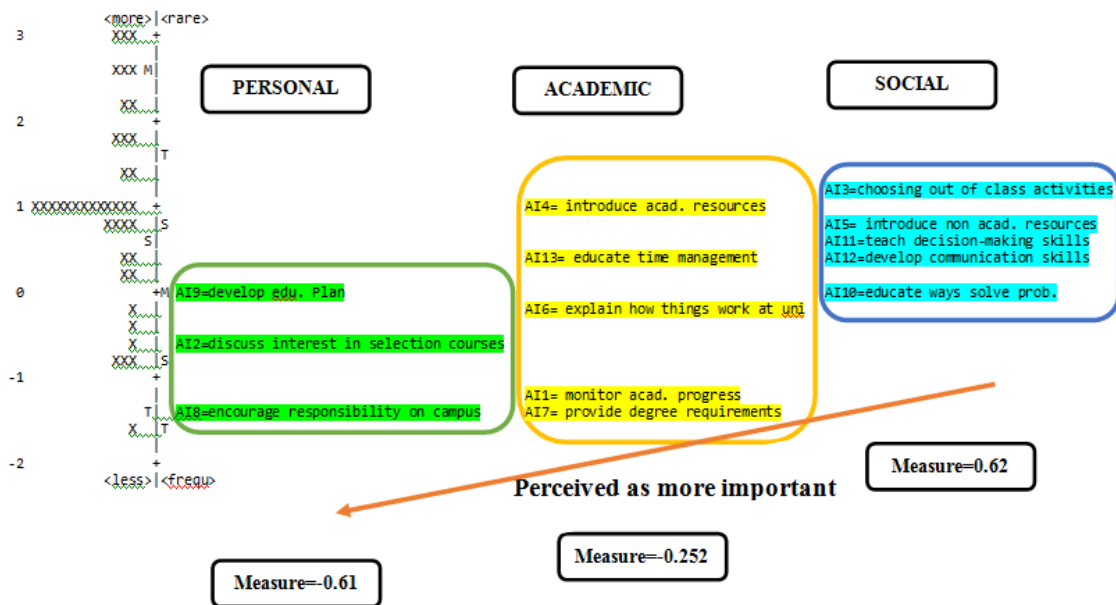 <more>|<rare>
3 XXX +
|
XXX M|
PERSONAL ACADEMIC SOCIAL
|
XX |
2 +
XXX |
|T
XX |
| AI3=choosing out of class activities
1 XXXXXXXXXXXXX + AI4= introduce acad. resources
XXXX |S AI5= introduce non acad. resources
S| AI11=teach decision-making skills
XX | AI13= educate time management AI12=develop communication skills
XX |
0 +M AI9=develop edu. Plan AI10=educate ways solve prob.
X | AI6= explain how things work at uni
X |
X | AI2=discuss interest in selection courses
XXX |S
-1 +
| AI1= monitor acad. progress
T| AI8=encourage responsibility on campus AI7= provide degree requirements
X |T
-2 +
<less>|<frequ>
Measure=0.62
Perceived as more important
Measure=-0.252
Measure=-0.61